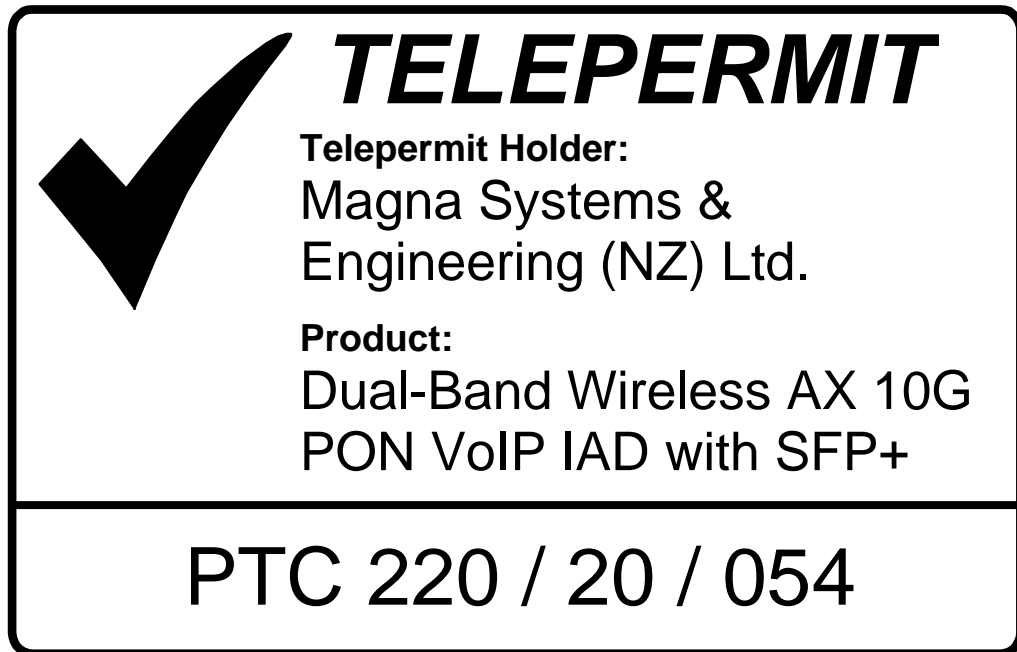 TELEPERMIT
Telepermit Holder:
Magna Systems &
Engineering (NZ) Ltd.
Product:
Dual-Band Wireless AX 10G
PON VoIP IAD with SFP+
PTC 220 / 20 / 054